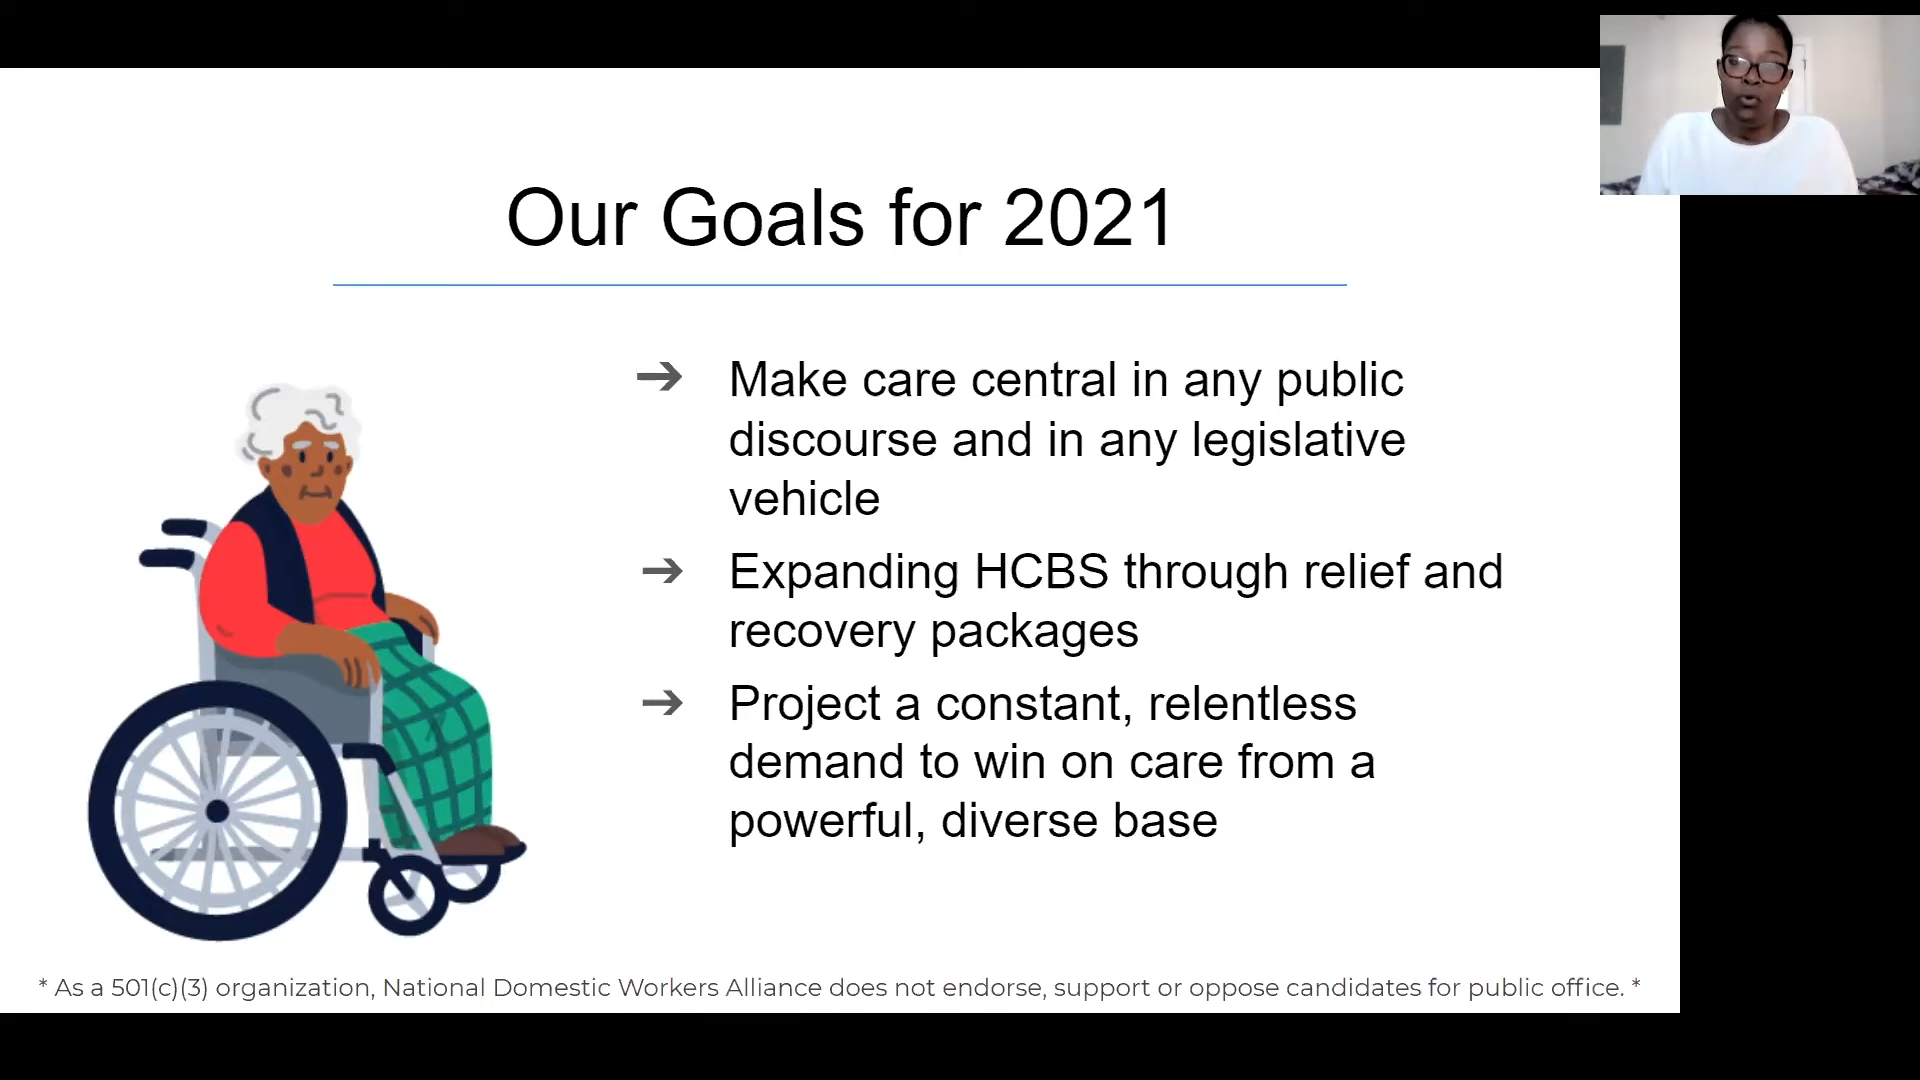 Our Goals for 2021
➔ Make care central in any public
discourse and in any legislative
vehicle
➔ Expanding HCBS through relief and
recovery packages
➔ Project a constant, relentless
demand to win on care from a
powerful, diverse base
* As a 501(c)(3) organization, National Domestic Workers Alliance does not endorse, support or oppose candidates for public office. *